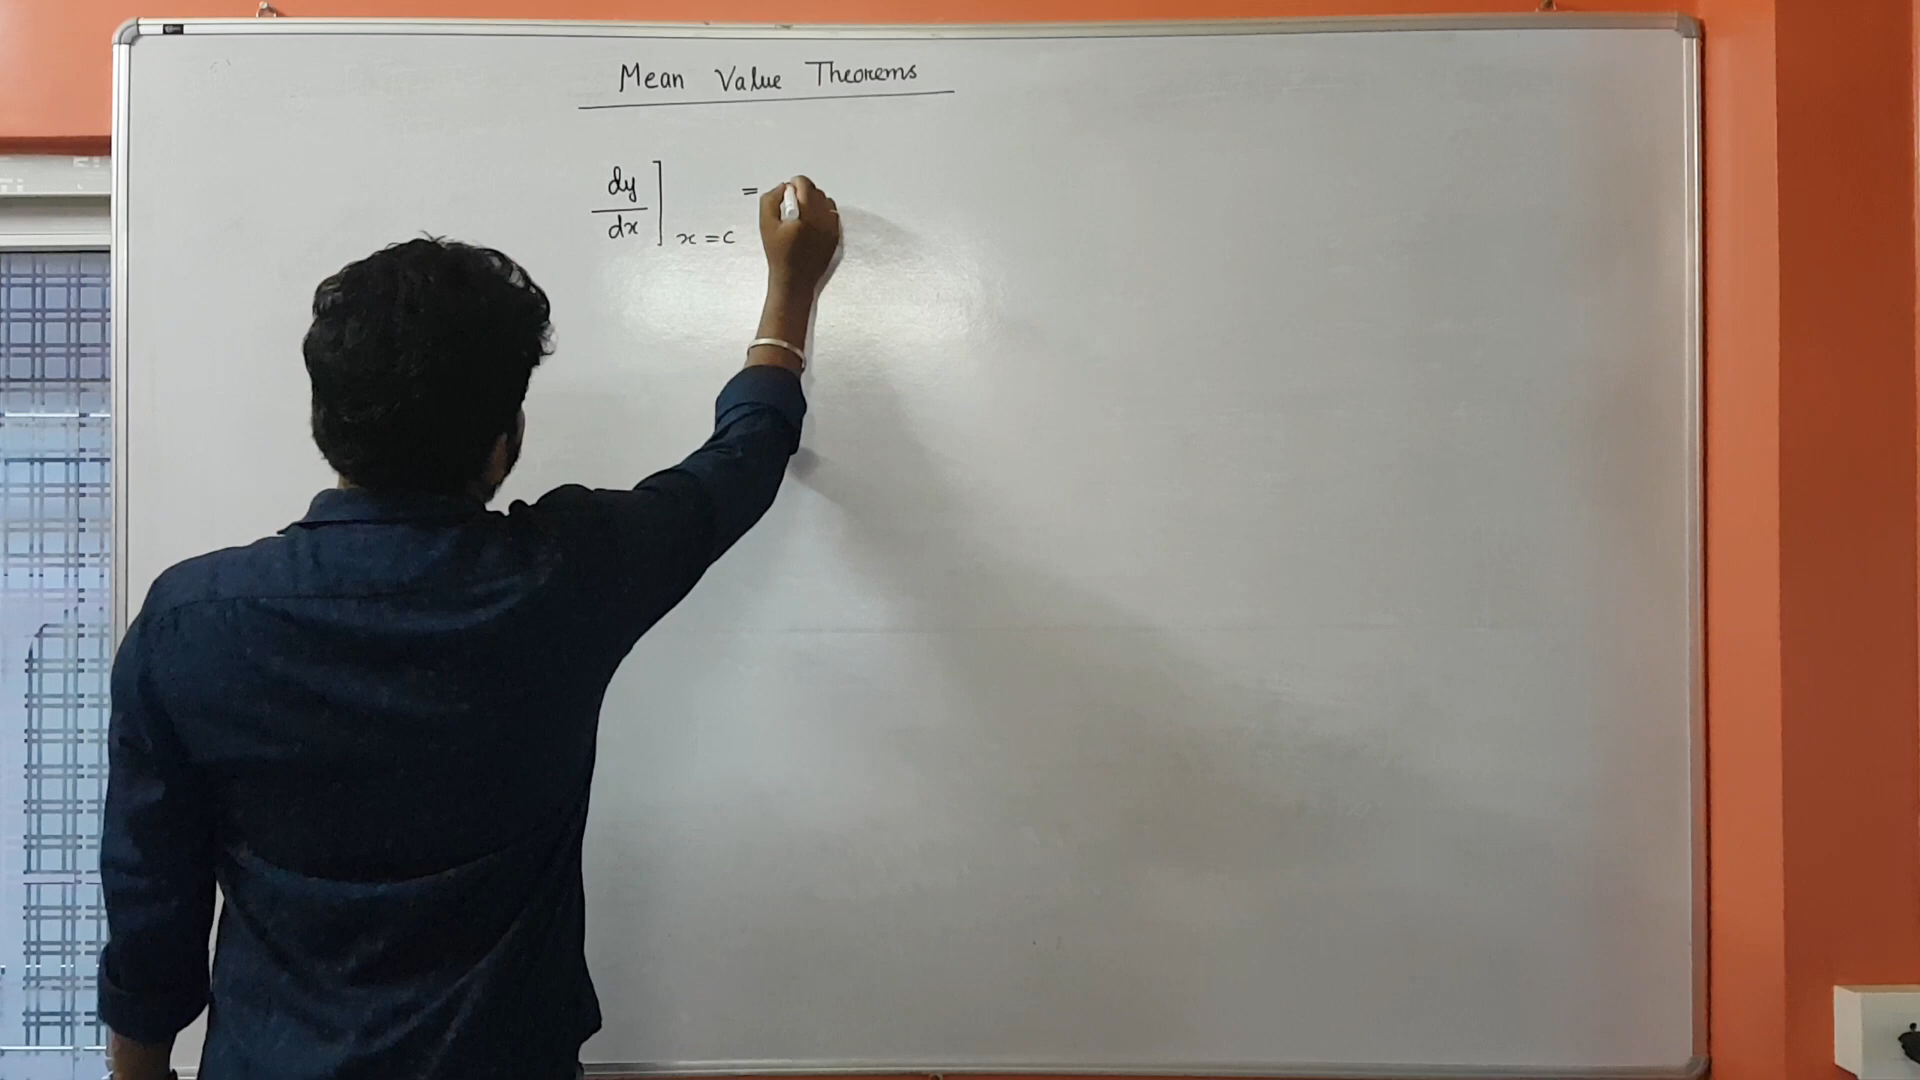 Mean Value Theorems
dy/dx ] x = c =